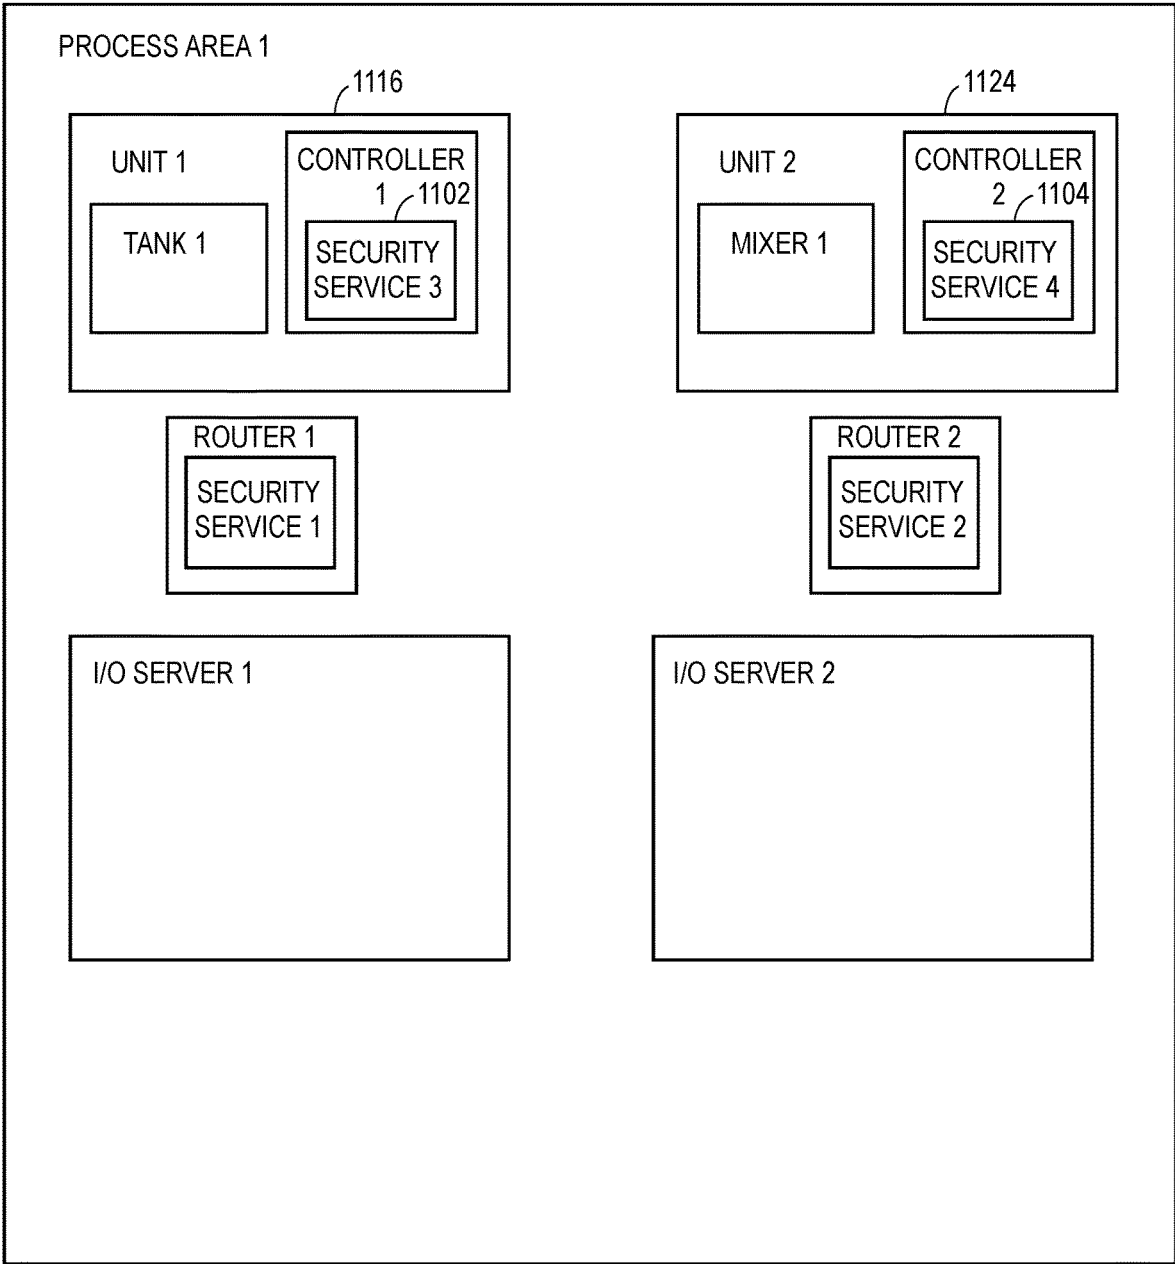 PROCESS AREA 1
1116
UNIT 1
CONTROLLER
1
1102
TANK 1
SECURITY
SERVICE 3
1124
UNIT 2
CONTROLLER
2
1104
MIXER 1
SECURITY
SERVICE 4
ROUTER 1
SECURITY
SERVICE 1
ROUTER 2
SECURITY
SERVICE 2
I/O SERVER 1
I/O SERVER 2